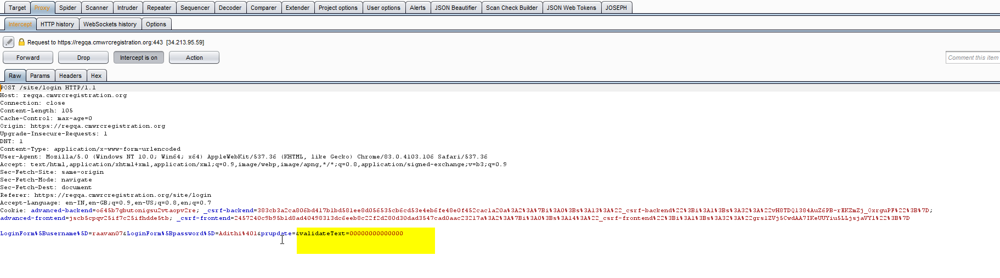 Target Proxy Spider Scanner Intruder Repeater Sequencer Decoder Comparer Extender Project options User options Alerts JSON Beautifier Scan Check Builder JSON Web Tokens JOSEPH
Intercept HTTP history WebSockets history Options
Request to https://regqa.cmwrcregistration.org:443 [34.213.95.59]
Forward Drop Intercept is on Action Comment this item
Raw Params Headers Hex
POST /site/login HTTP/1.1
Host: regqa.cmwrcregistration.org
Connection: close
Content-Length: 105
Cache-Control: max-age=0
Origin: https://regqa.cmwrcregistration.org
Upgrade-Insecure-Requests: 1
DNT: 1
Content-Type: application/x-www-form-urlencoded
User-Agent: Mozilla/5.0 (Windows NT 10.0; Win64; x64) AppleWebKit/537.36 (KHTML, like Gecko) Chrome/83.0.4103.106 Safari/537.36
Accept: text/html,application/xhtml+xml,application/xml;q=0.9,image/webp,image/apng,*/*;q=0.8,application/signed-exchange;v=b3;q=0.9
Sec-Fetch-Site: same-origin
Sec-Fetch-Mode: navigate
Sec-Fetch-Dest: document
Referer: https://regqa.cmwrcregistration.org/site/login
Accept-Language: en-IN,en-GB;q=0.9,en-US;q=0.8,en;q=0.7
Cookie: advanced-backend=o645b7gbutonigsu2vtaopv2re; _csrf-backend=383cb3a2ca806bd417b1bd581ee8d056535cb6cd53e4eb6fe48e0f452cac1a20a%3A2%3A%7Bi%3A0%3Bs%3A13%3A%22_csrf-backend%22%3Bi%3A1%3Bs%3A32%3A%22vH8TDQ1384AuZ6PB-rEKZmZj_0xrguPF%22%3B%7D;
advanced-frontend=jscb5cpqv25if7c25ifhdde5tb; _csrf-frontend=2457240c9b95b1d8ad40498313dc6eeb8c22f2d280d30dad3547cad0aac23217a%3A2%3A%7Bi%3A0%3Bs%3A14%3A%22_csrf-frontend%22%3Bi%3A1%3Bs%3A32%3A%22grslZVj5CwdAA7IKeUUYiu5LLjsjaVYl%22%3B%7D
LoginForm%5Busername%5D=raavan07&LoginForm%5Bpassword%5D=Adithi%401&prupdate=&validateText=00000000000000